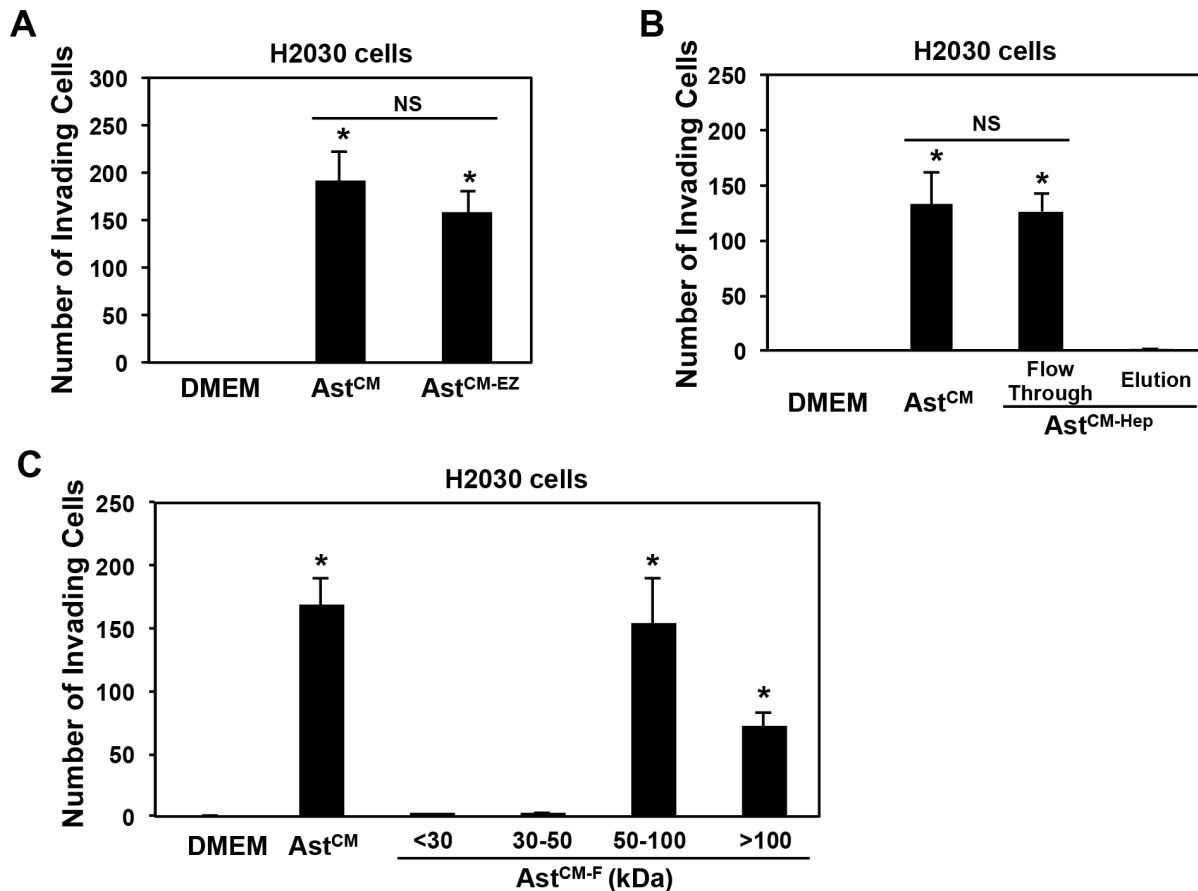 A
H2030 cells
Number of Invading Cells
300
250
200
150
100
50
0
NS
*
*
DMEM
Ast^CM
Ast^CM-EZ
B
H2030 cells
Number of Invading Cells
250
200
150
100
50
0
NS
*
*
DMEM
Ast^CM
Flow
Through
Elution
Ast^CM-Hep
C
H2030 cells
Number of Invading Cells
250
200
150
100
50
0
*
*
*
DMEM
Ast^CM
<30
30-50
50-100
>100
Ast^CM-F (kDa)